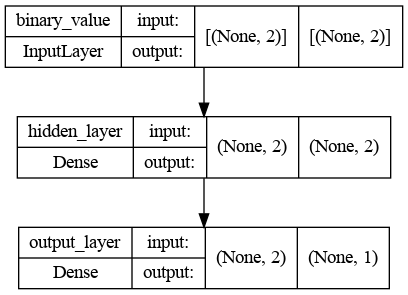 binary_value input: [(None, 2)] [(None, 2)]
InputLayer output:
hidden_layer input: (None, 2) (None, 2)
Dense output:
output_layer input: (None, 2) (None, 1)
Dense output: